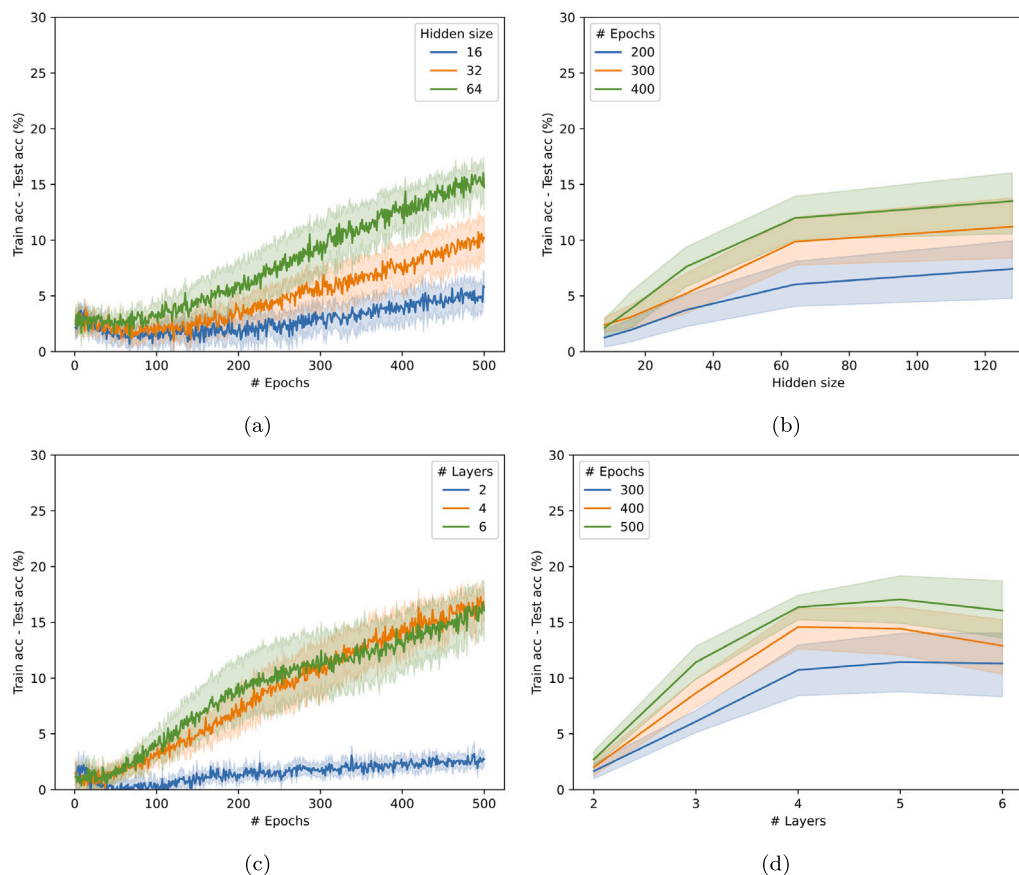 30
25
20
15
10
5
0
Train acc - Test acc (%)
Hidden size
16
32
64
0 100 200 300 400 500
# Epochs
(a)
30
25
20
15
10
5
0
Train acc - Test acc (%)
# Epochs
200
300
400
20 40 60 80 100 120
Hidden size
(b)
30
25
20
15
10
5
0
Train acc - Test acc (%)
# Layers
2
4
6
0 100 200 300 400 500
# Epochs
(c)
30
25
20
15
10
5
0
Train acc - Test acc (%)
# Epochs
300
400
500
2 3 4 5 6
# Layers
(d)